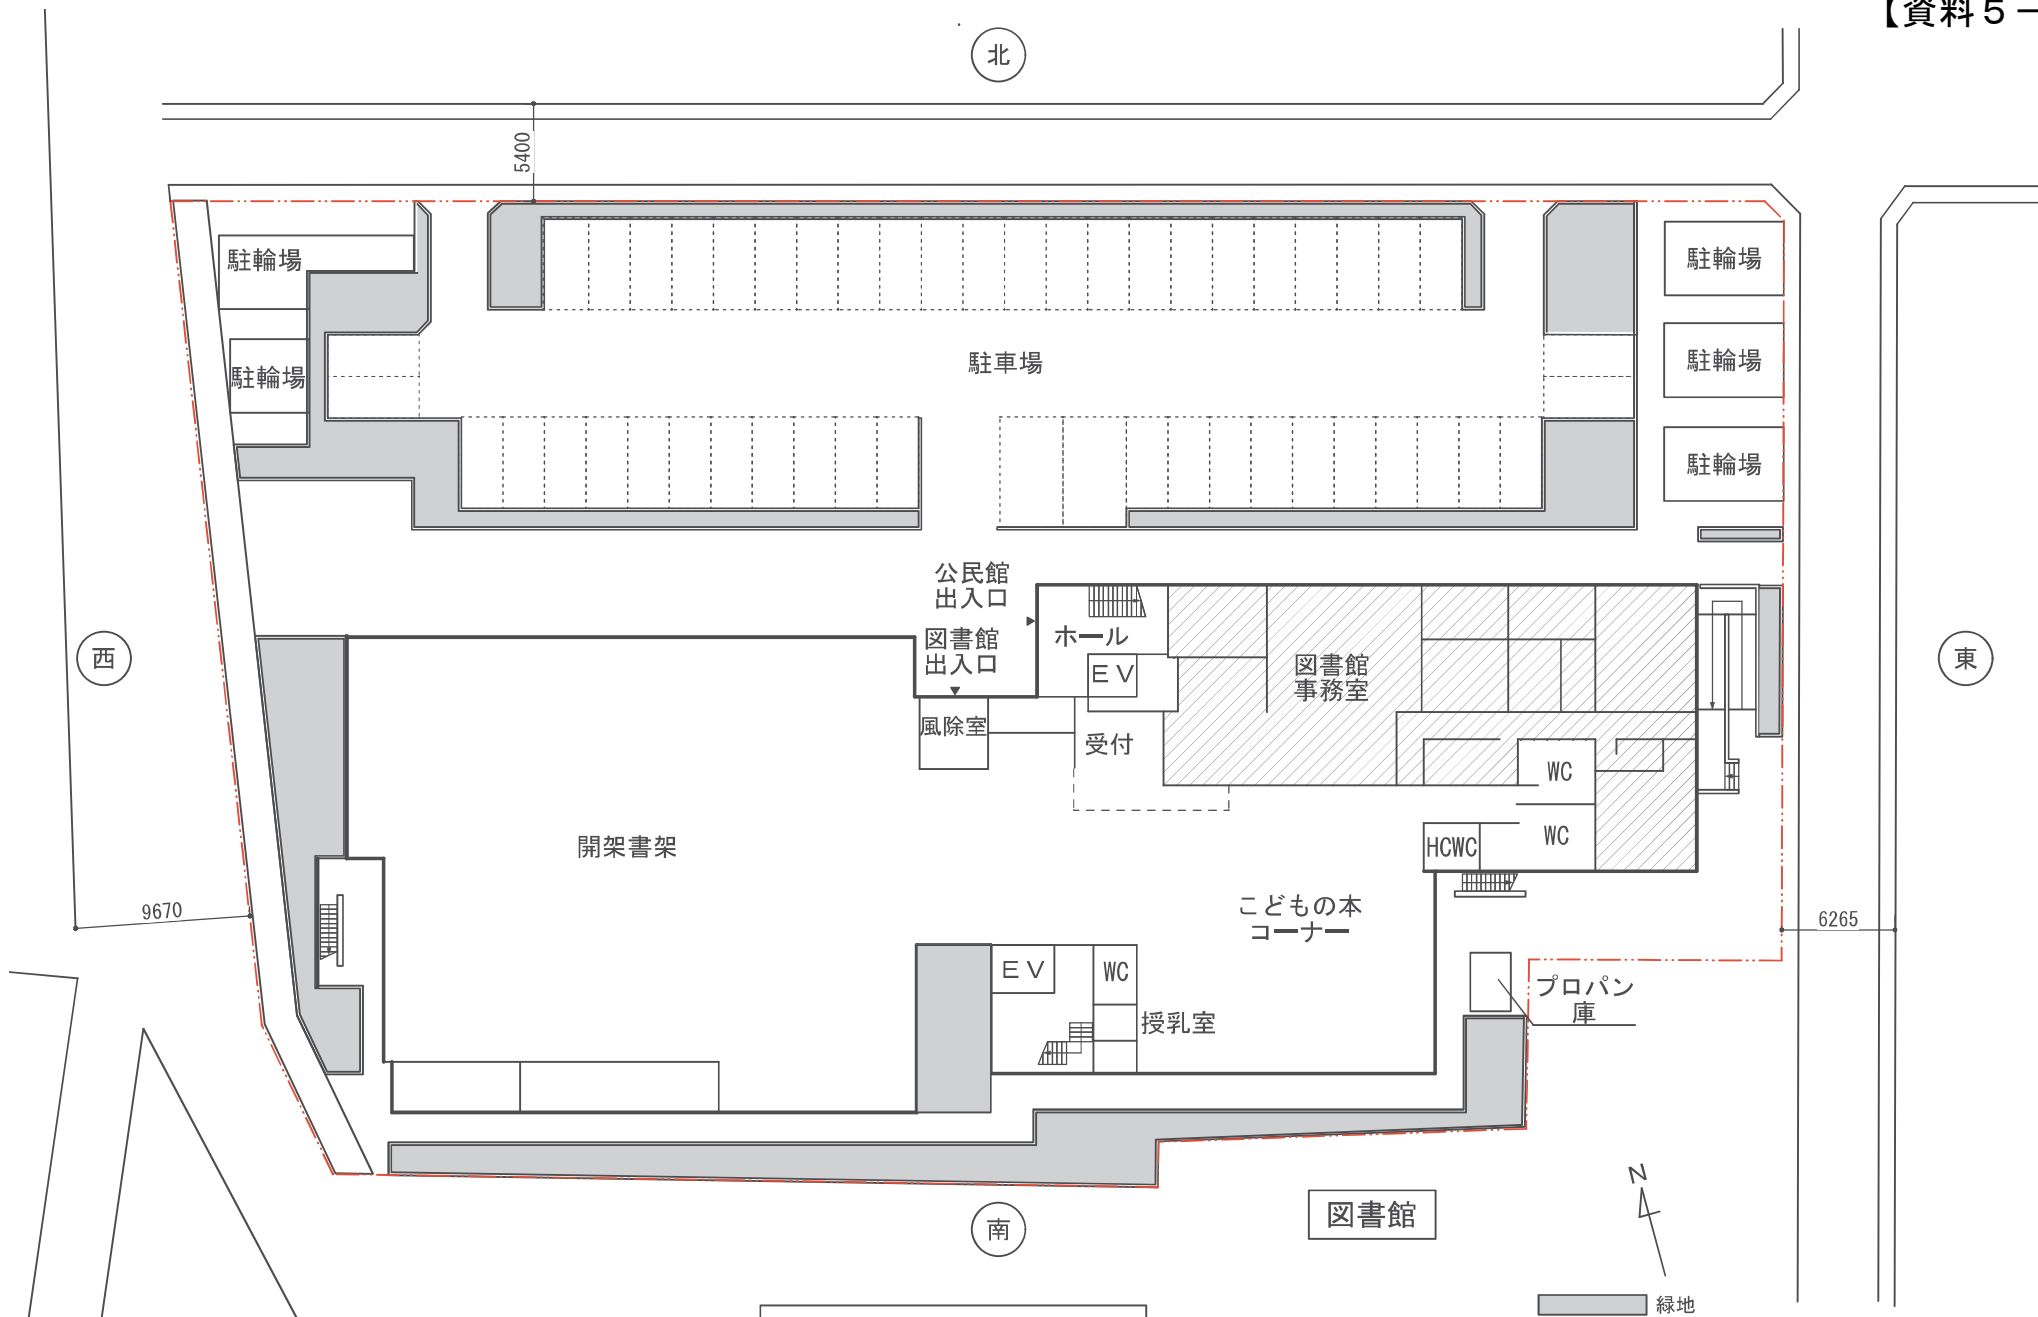 【資料５－
北
5400
駐輪場
駐輪場
駐輪場
駐車場
駐輪場
駐輪場
公民館
出入口
図書館
出入口
ホール
ＥＶ
図書館
事務室
西
東
風除室
受付
WC
WC
HCWC
開架書架
こどもの本
コーナー
9670
6265
ＥＶ
WC
授乳室
プロパン
庫
N
図書館
南
緑地